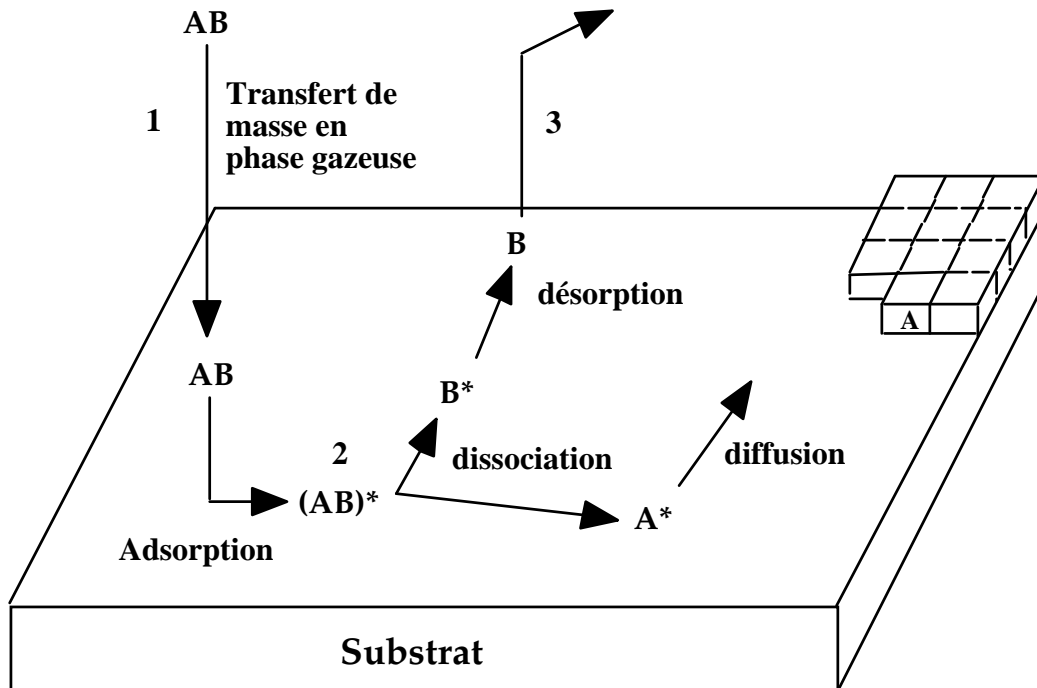 AB
1
Transfert de
masse en
phase gazeuse
3
B
désorption
A
AB
B*
2
dissociation
diffusion
(AB)*
A*
Adsorption
Substrat